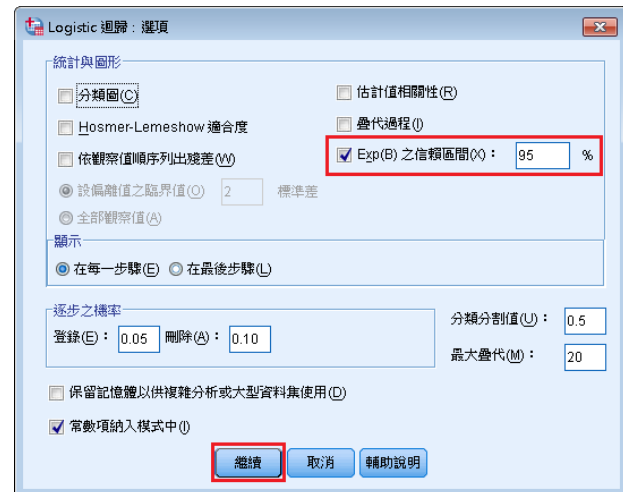 Logistic 迴歸：選項
統計與圖形
分類圖(C)
估計值相關性(R)
Hosmer-Lemeshow 適合度
疊代過程(I)
依觀察值順序列出殘差(W)
Exp(B) 之信賴區間(X)： 95 %
設偏離值之臨界值(O) 2 標準差
全部觀察值(A)
顯示
在每一步驟(E) 在最後步驟(L)
逐步之機率
登錄(E)： 0.05 刪除(A)： 0.10
分類分割值(U)： 0.5
最大疊代(M)： 20
保留記憶體以供複雜分析或大型資料集使用(D)
常數項納入模式中(I)
繼續 取消 輔助說明